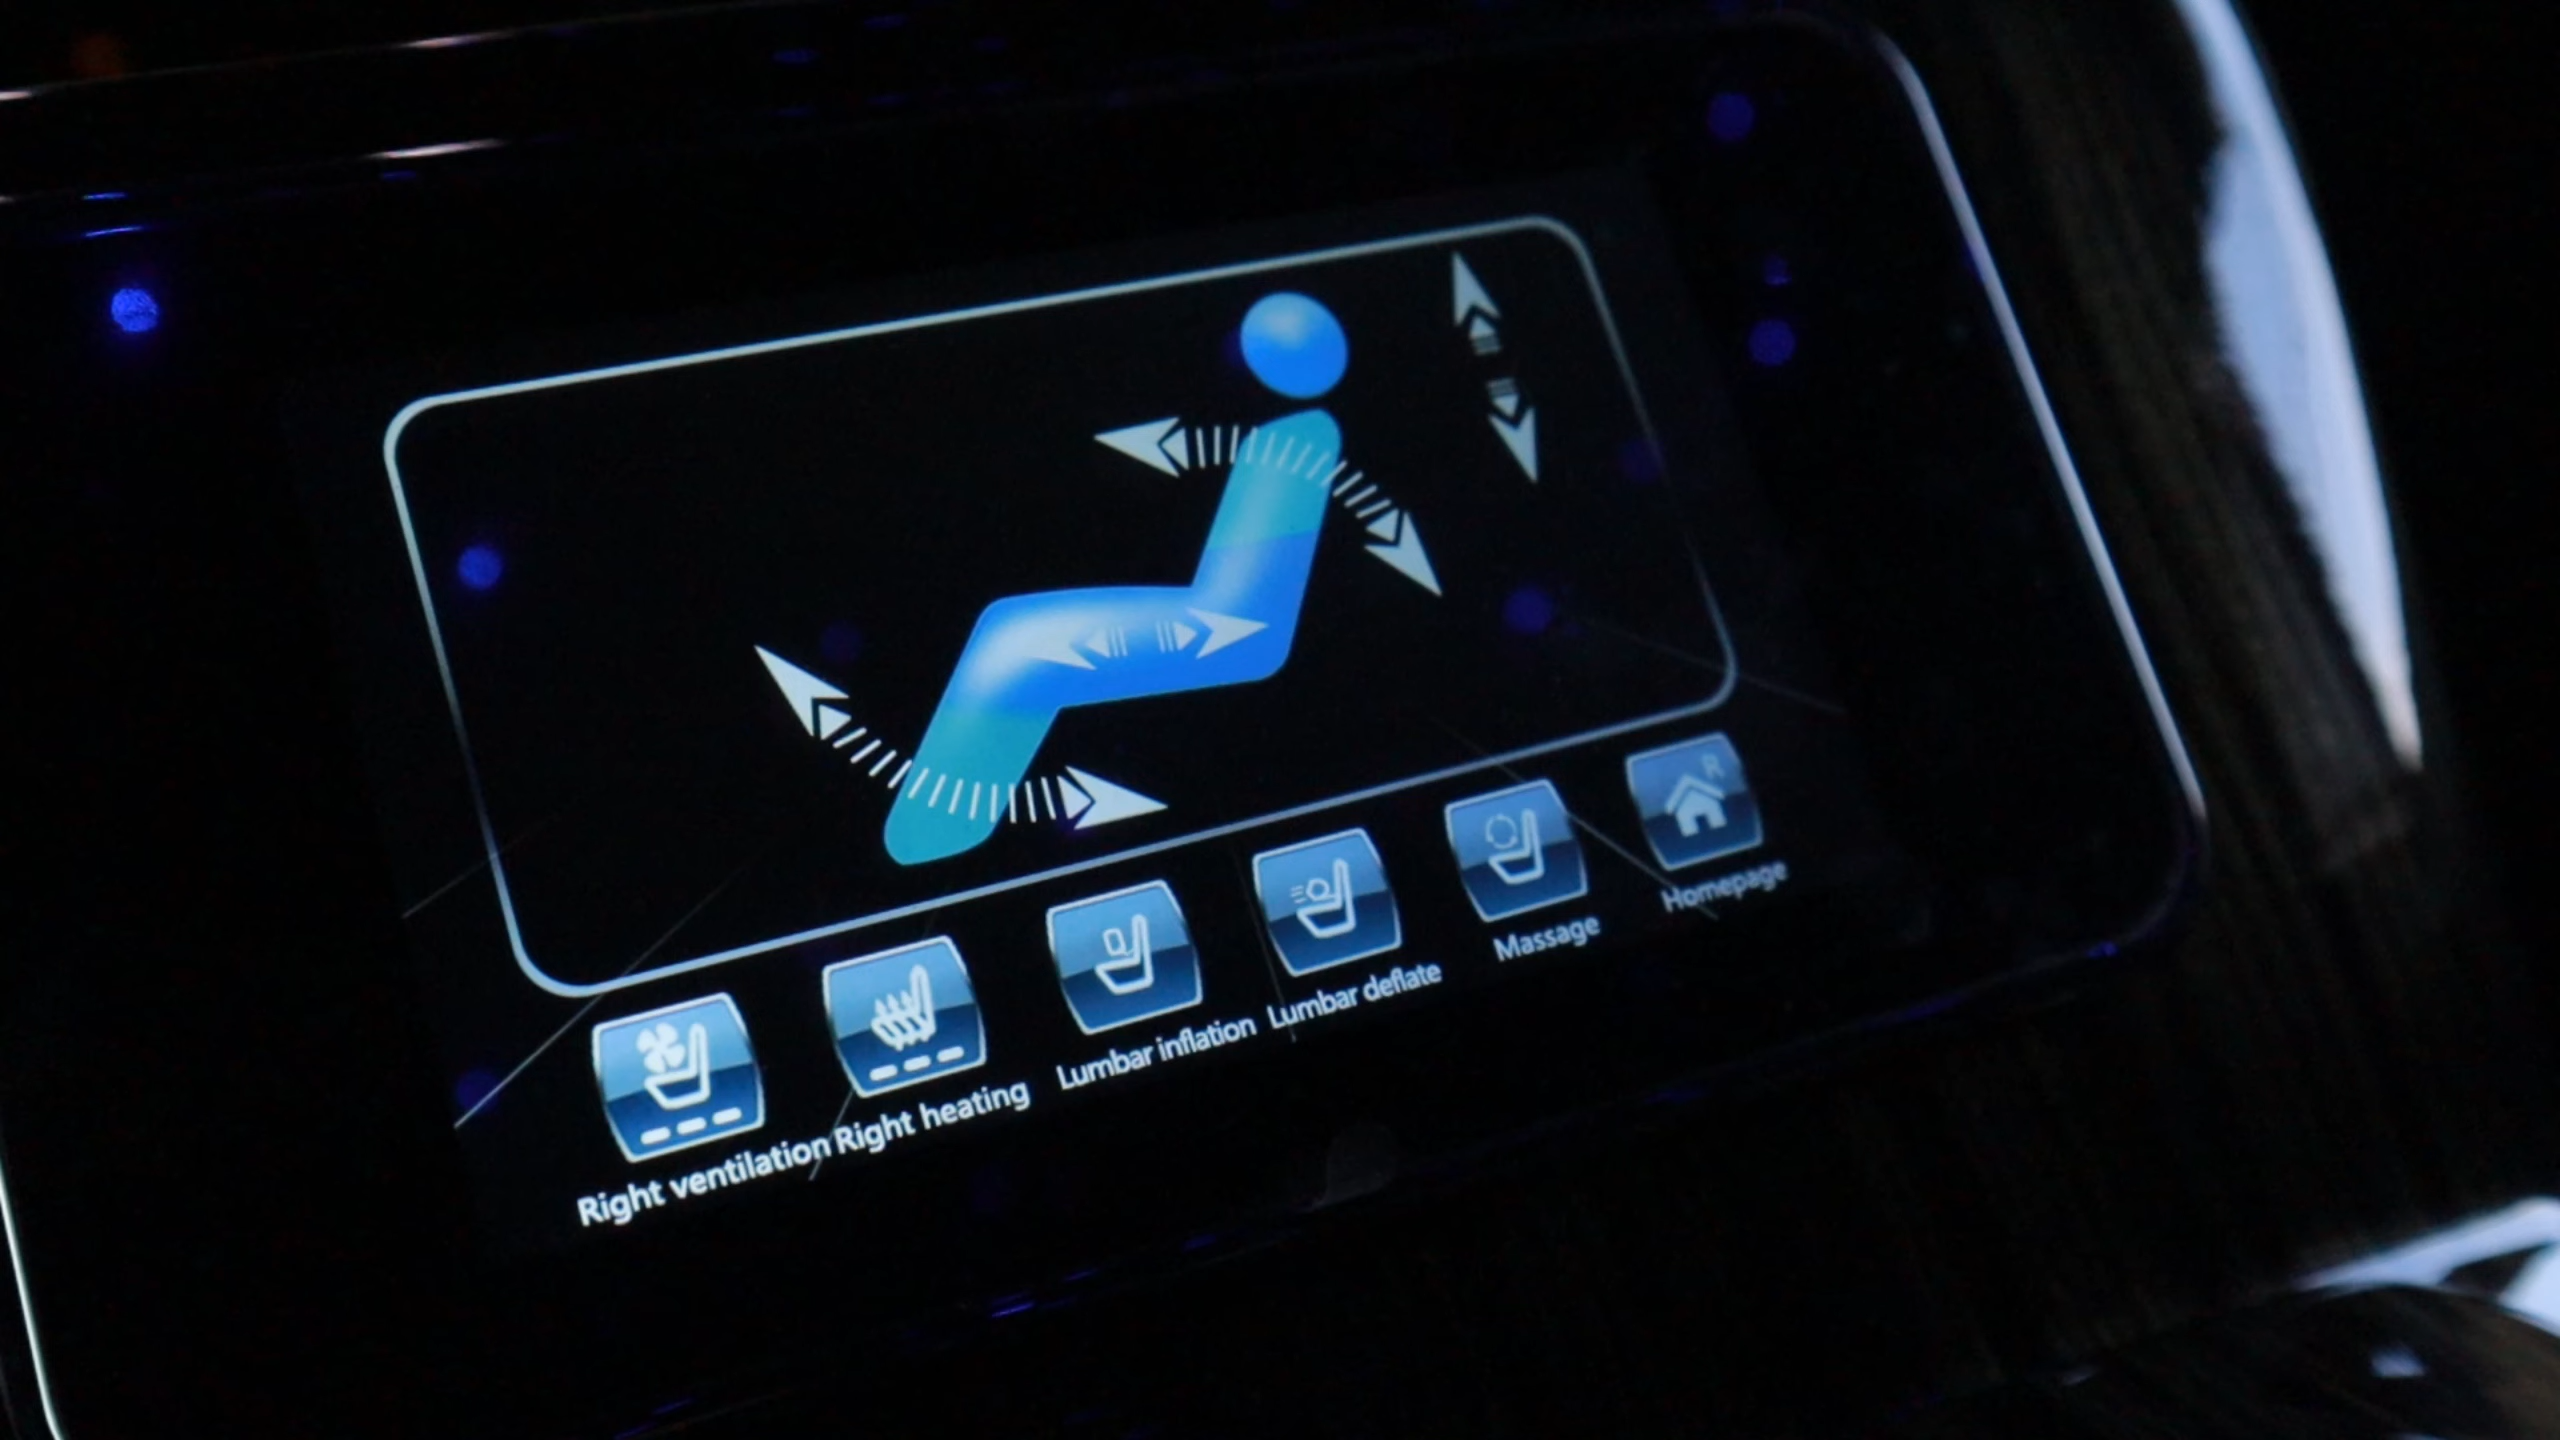 R
Right ventilation
Right heating
Lumbar inflation
Lumbar deflate
Massage
Homepage